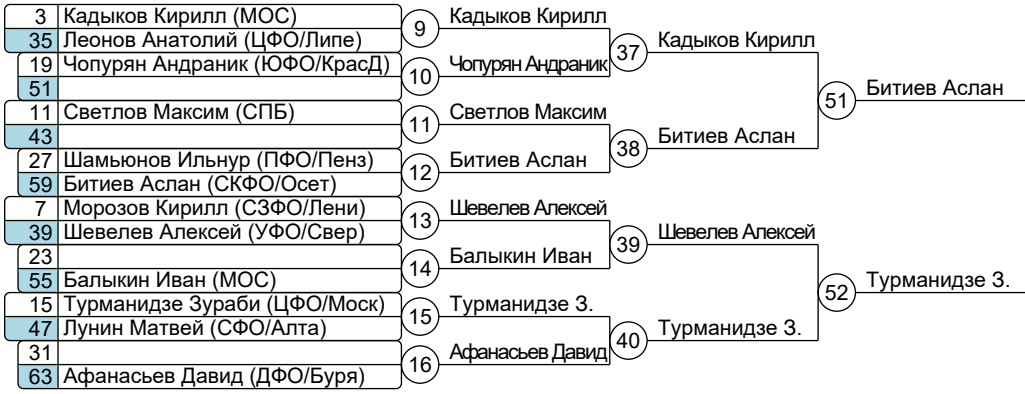 3 Кадыков Кирилл (МОС)
35 Леонов Анатолий (ЦФО/Липе)
19 Чопурян Андраник (ЮФО/КрасД)
51
11 Светлов Максим (СПБ)
43
27 Шамьюнов Ильнур (ПФО/Пенз)
59 Битиев Аслан (СКФО/Осет)
7 Морозов Кирилл (СЗФО/Лени)
39 Шевелев Алексей (УФО/Свер)
23
55 Балыкин Иван (МОС)
15 Турманидзе Зураби (ЦФО/Моск)
47 Лунин Матвей (СФО/Алта)
31
63 Афанасьев Давид (ДФО/Буря)
9 Кадыков Кирилл
10 Чопурян Андраник
11 Светлов Максим
12 Битиев Аслан
13 Шевелев Алексей
14 Балыкин Иван
15 Турманидзе З.
16 Афанасьев Давид
37 Кадыков Кирилл
38 Битиев Аслан
39 Шевелев Алексей
40 Турманидзе З.
51 Битиев Аслан
52 Турманидзе З.